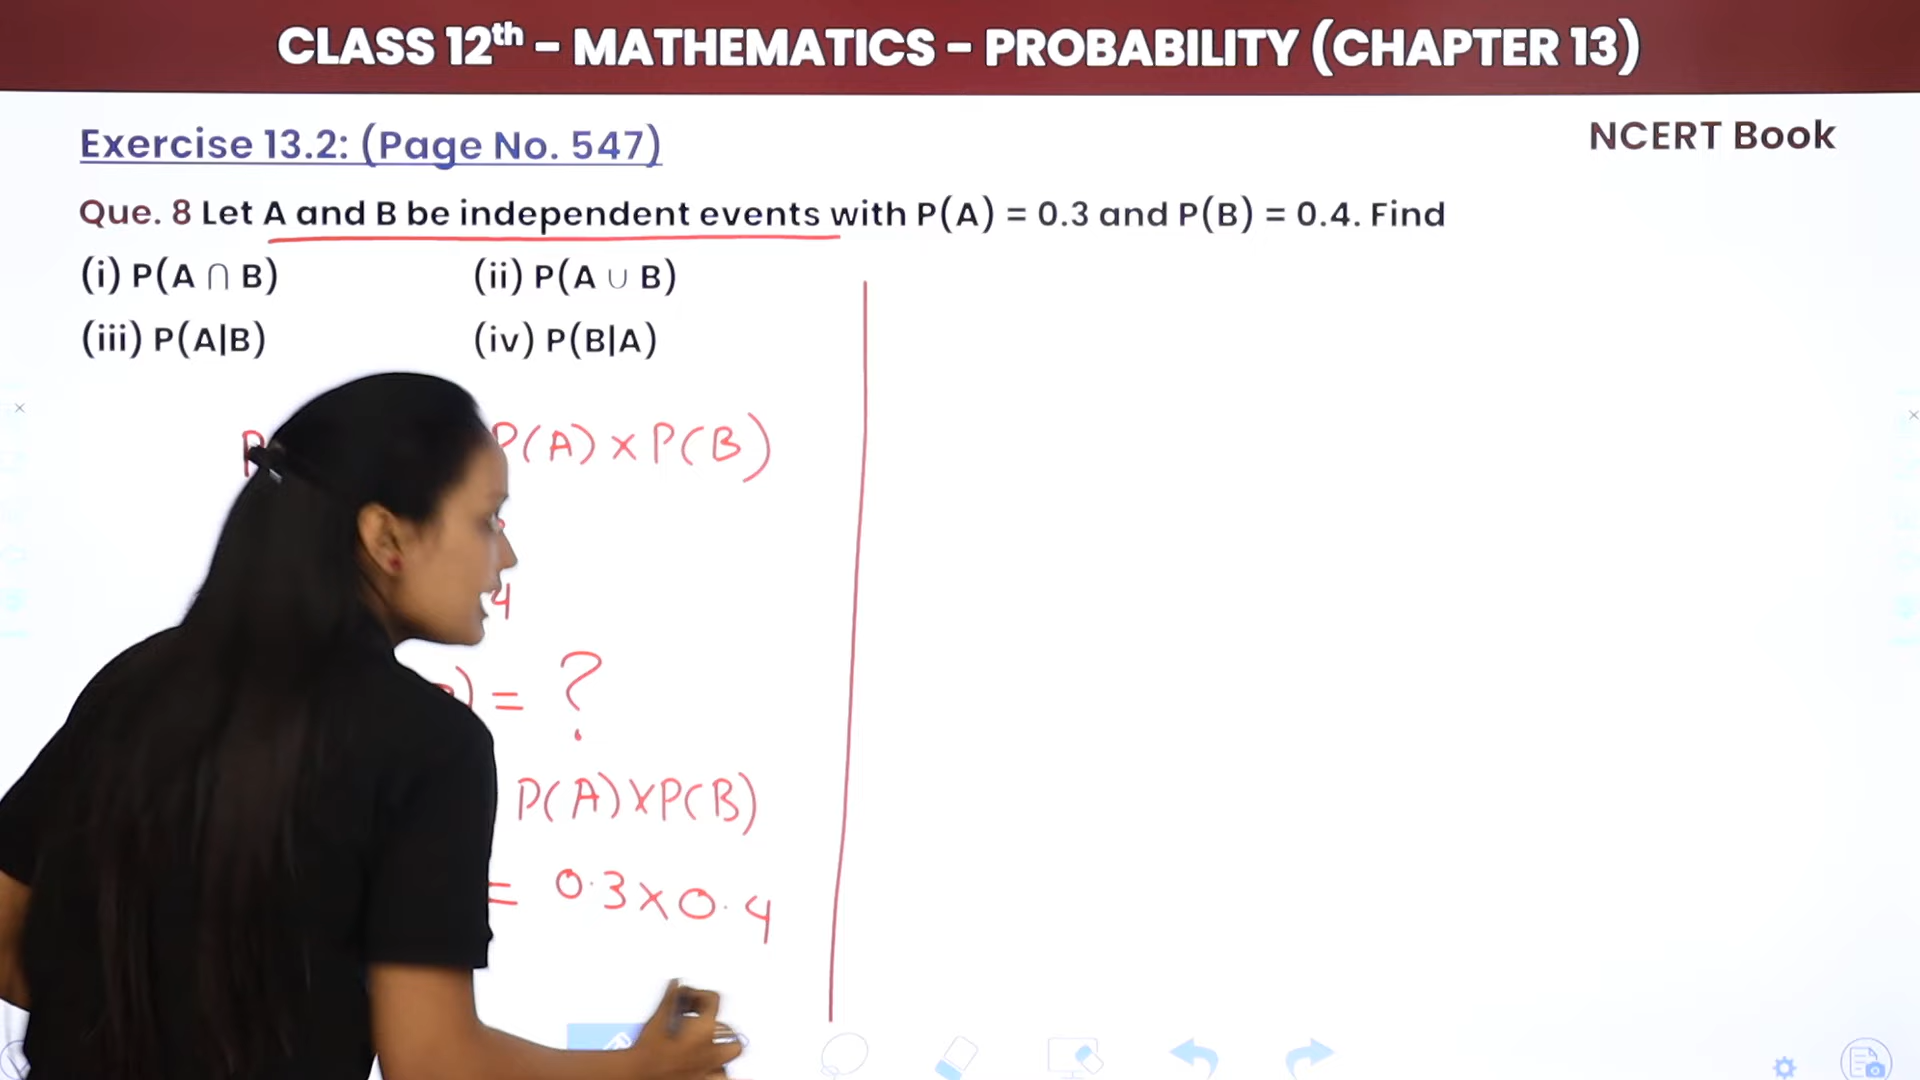 CLASS 12th – MATHEMATICS – PROBABILITY (CHAPTER 13)
Exercise 13.2: (Page No. 547)
NCERT Book
Que. 8 Let A and B be independent events with P(A) = 0.3 and P(B) = 0.4. Find
(i) P(A ∩ B) (ii) P(A ∪ B)
(iii) P(A|B) (iv) P(B|A)
P(A) × P(B)
4
) = ?
P(A) × P(B)
= 0.3 × 0.4